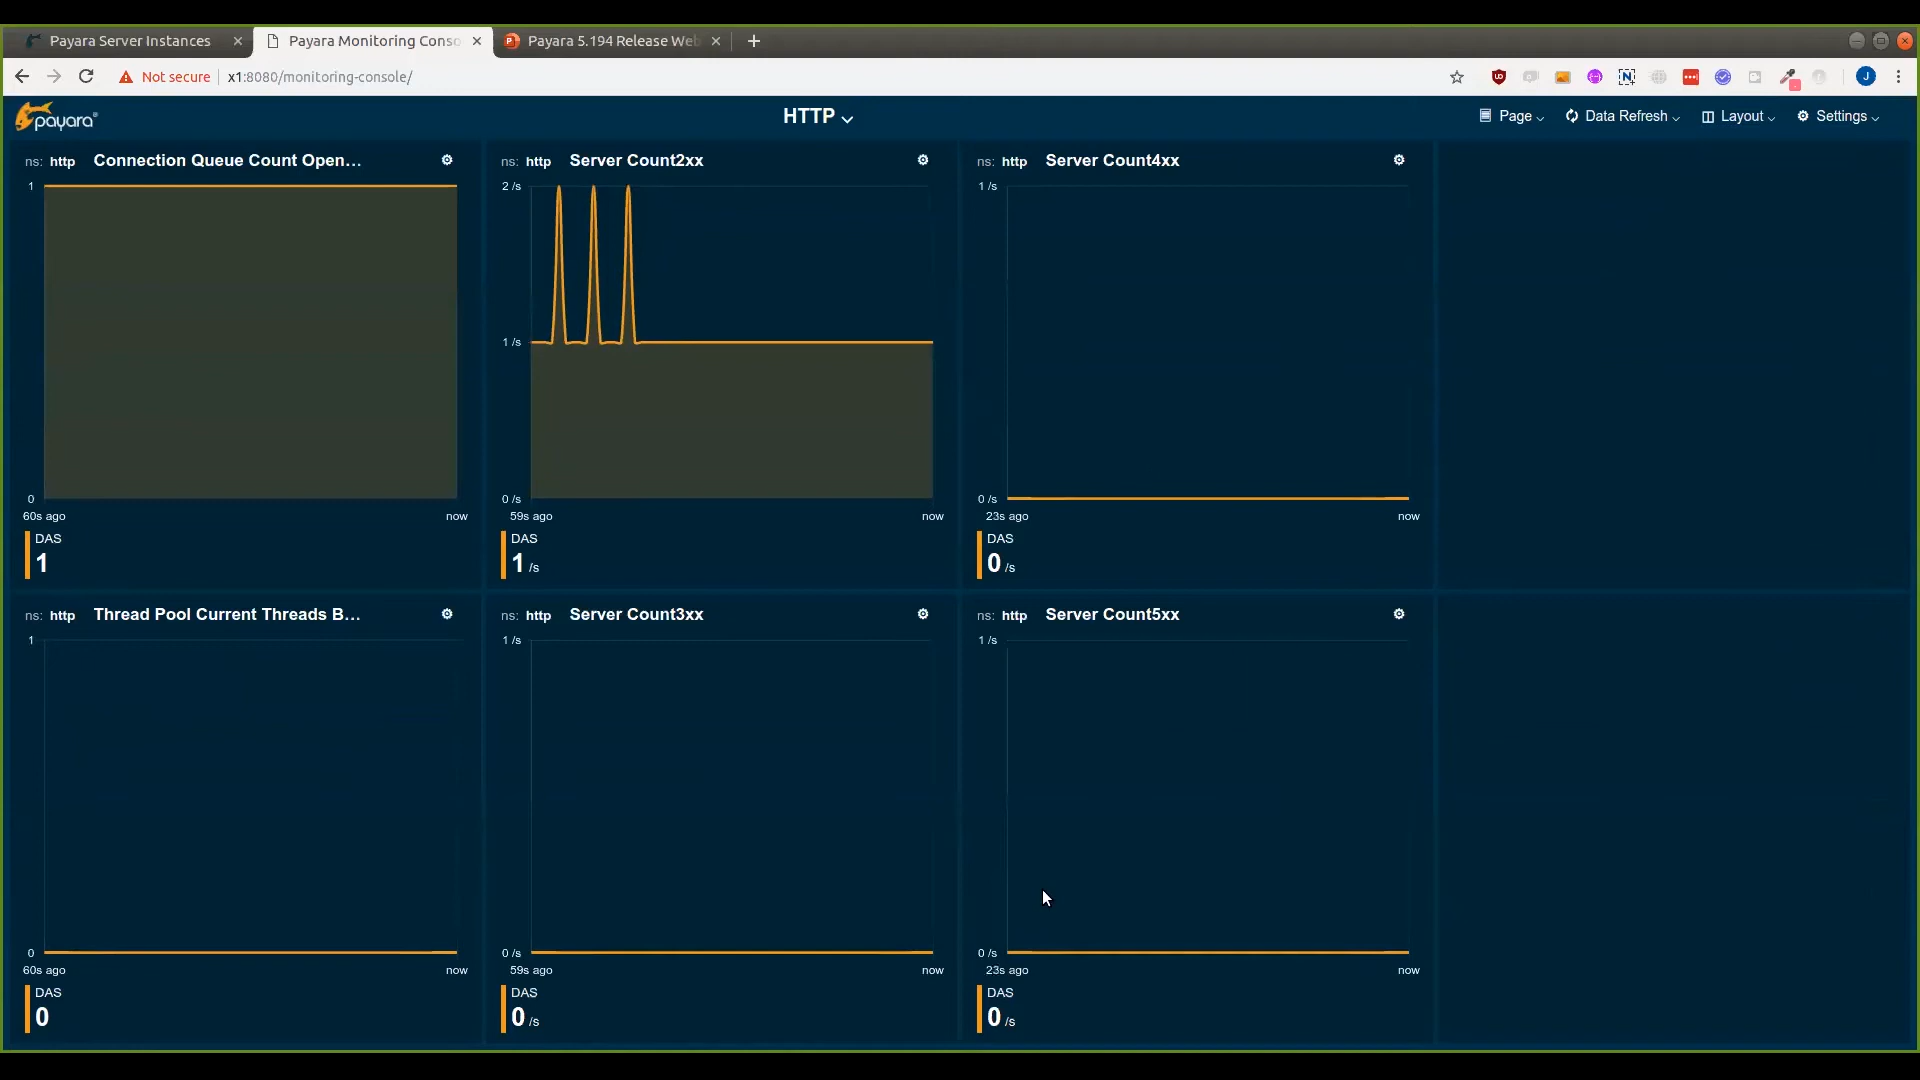 Payara Server Instances
Payara Monitoring Conso
Payara 5.194 Release Web
Not secure
x1:8080/monitoring-console/
J
payara
HTTP
Page
Data Refresh
Layout
Settings
ns: http Connection Queue Count Open…
1
0
60s ago now
DAS
1
ns: http Server Count2xx
2 /s
1 /s
0 /s
59s ago now
DAS
1 /s
ns: http Server Count4xx
1 /s
0 /s
23s ago now
DAS
0 /s
ns: http Thread Pool Current Threads B…
1
0
60s ago now
DAS
0
ns: http Server Count3xx
1 /s
0 /s
59s ago now
DAS
0 /s
ns: http Server Count5xx
1 /s
0 /s
23s ago now
DAS
0 /s